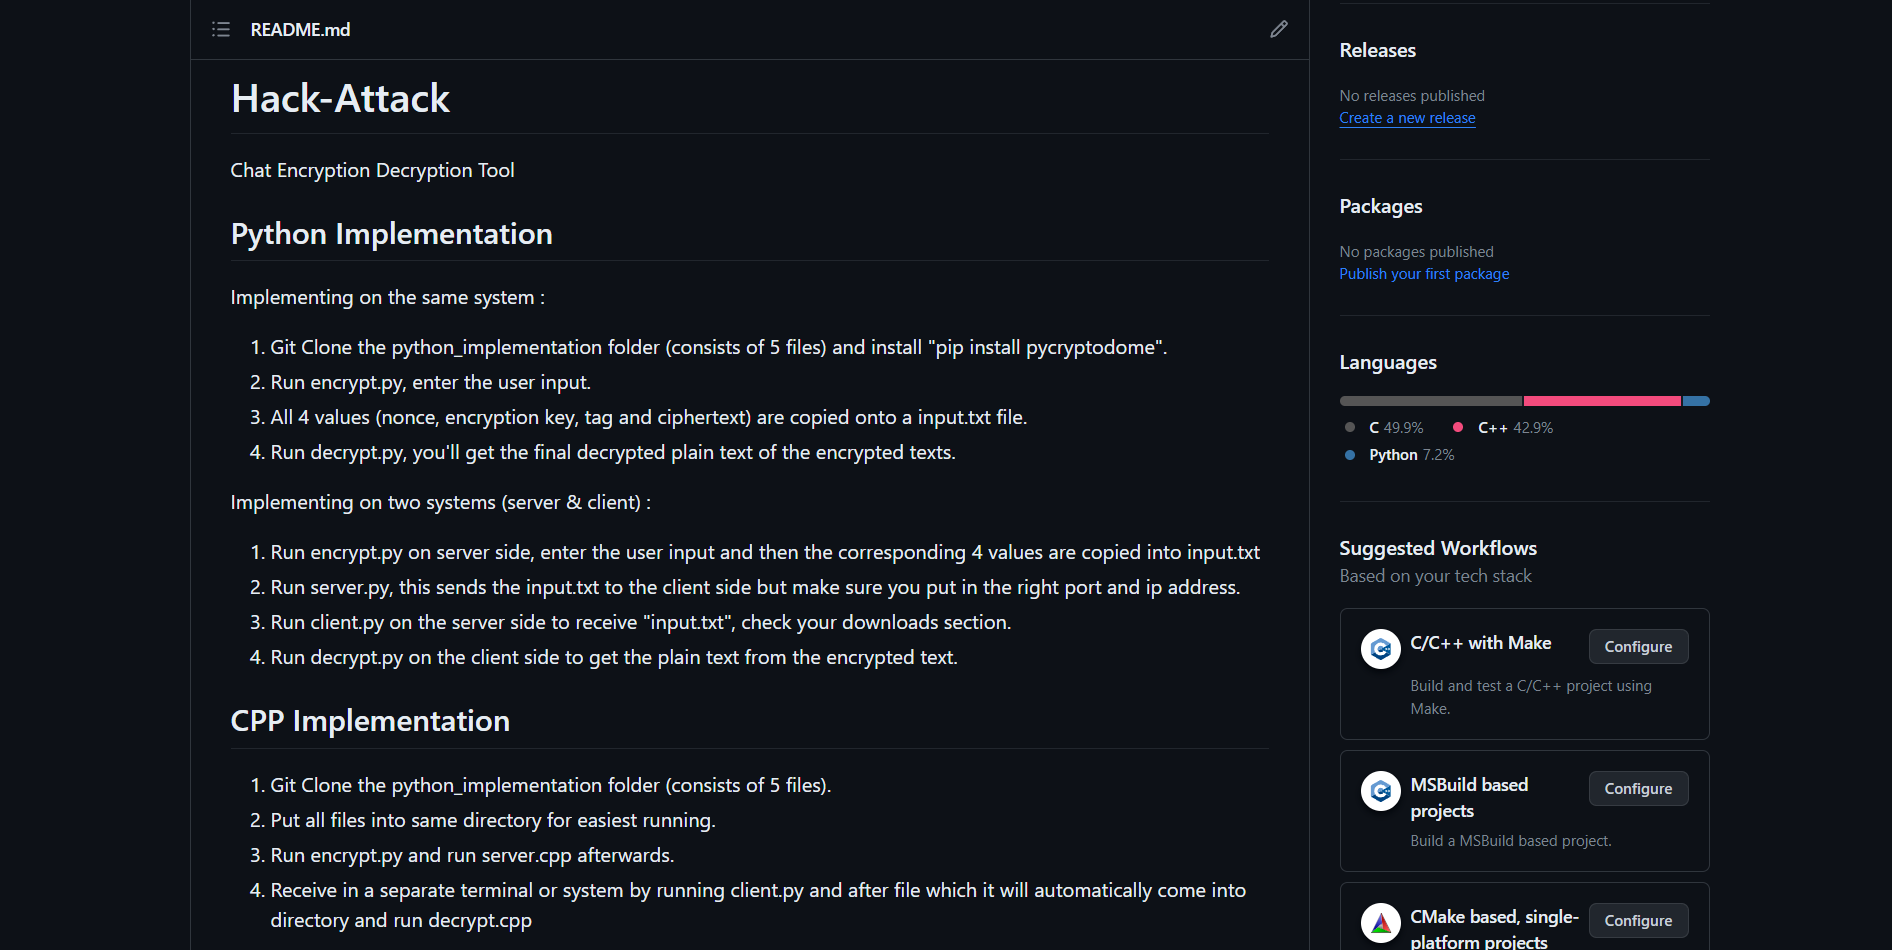 README.md
Hack-Attack
Chat Encryption Decryption Tool
Python Implementation
Implementing on the same system :
1. Git Clone the python_implementation folder (consists of 5 files) and install "pip install pycryptodome".
2. Run encrypt.py, enter the user input.
3. All 4 values (nonce, encryption key, tag and ciphertext) are copied onto a input.txt file.
4. Run decrypt.py, you'll get the final decrypted plain text of the encrypted texts.
Implementing on two systems (server & client) :
1. Run encrypt.py on server side, enter the user input and then the corresponding 4 values are copied into input.txt
2. Run server.py, this sends the input.txt to the client side but make sure you put in the right port and ip address.
3. Run client.py on the server side to receive "input.txt", check your downloads section.
4. Run decrypt.py on the client side to get the plain text from the encrypted text.
CPP Implementation
1. Git Clone the python_implementation folder (consists of 5 files).
2. Put all files into same directory for easiest running.
3. Run encrypt.py and run server.cpp afterwards.
4. Receive in a separate terminal or system by running client.py and after file which it will automatically come into
directory and run decrypt.cpp
Releases
No releases published
Create a new release
Packages
No packages published
Publish your first package
Languages
C 49.9% C++ 42.9%
Python 7.2%
Suggested Workflows
Based on your tech stack
C/C++ with Make Configure
Build and test a C/C++ project using
Make.
MSBuild based Configure
projects
Build a MSBuild based project.
CMake based, single- Configure
platform projects